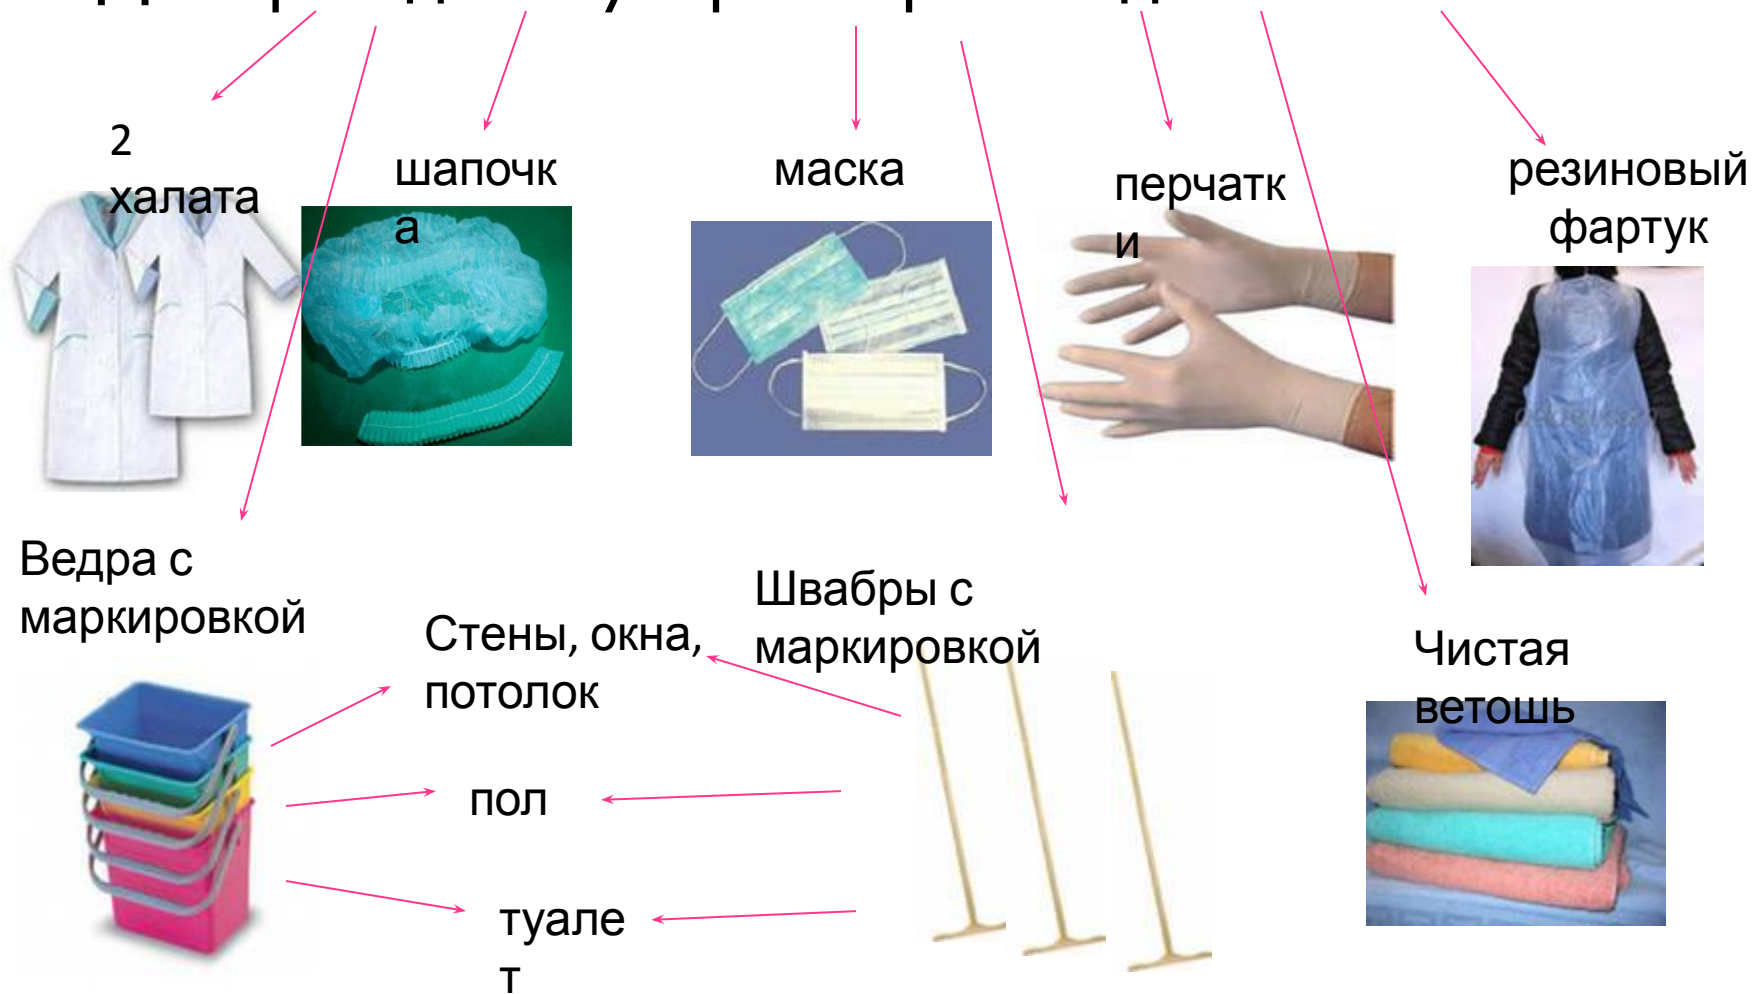 2
халата
шапочк
а
маска
перчатк
и
резиновый
фартук
Ведра с
маркировкой
Стены, окна,
потолок
Швабры с
маркировкой
Чистая
ветошь
пол
туале
т